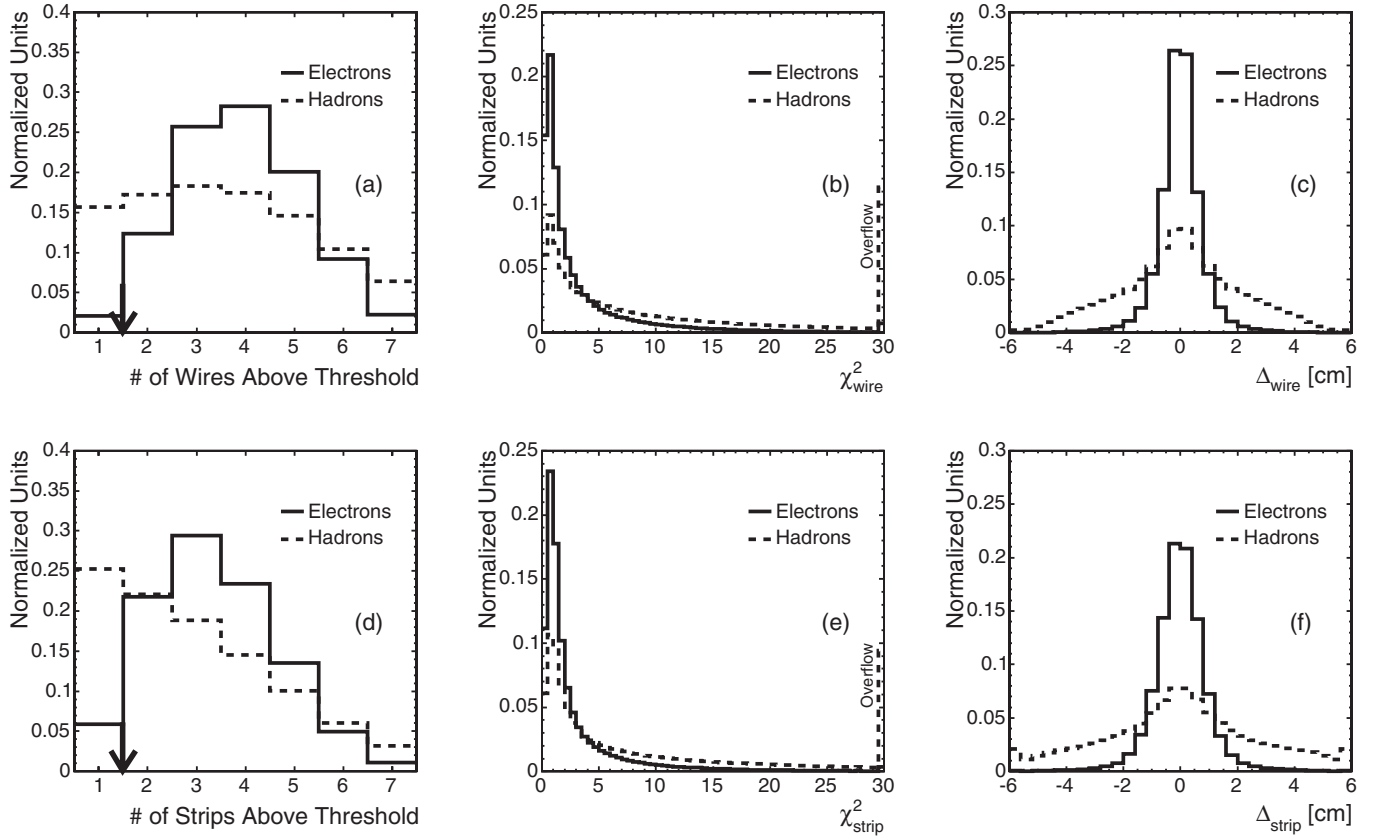 Normalized Units
0.4
0.35
0.3
0.25
0.2
0.15
0.1
0.05
0
Electrons
Hadrons
(a)
1 2 3 4 5 6 7
# of Wires Above Threshold
Normalized Units
0.25
0.2
0.15
0.1
0.05
0
Electrons
Hadrons
(b)
Overflow
0 5 10 15 20 25 30
χ²wire
Normalized Units
0.3
0.25
0.2
0.15
0.1
0.05
0
Electrons
Hadrons
(c)
-6 -4 -2 0 2 4 6
Δwire [cm]
Normalized Units
0.4
0.35
0.3
0.25
0.2
0.15
0.1
0.05
0
Electrons
Hadrons
(d)
1 2 3 4 5 6 7
# of Strips Above Threshold
Normalized Units
0.25
0.2
0.15
0.1
0.05
0
Electrons
Hadrons
(e)
Overflow
0 5 10 15 20 25 30
χ²strip
Normalized Units
0.3
0.25
0.2
0.15
0.1
0.05
0
Electrons
Hadrons
(f)
-6 -4 -2 0 2 4 6
Δstrip [cm]